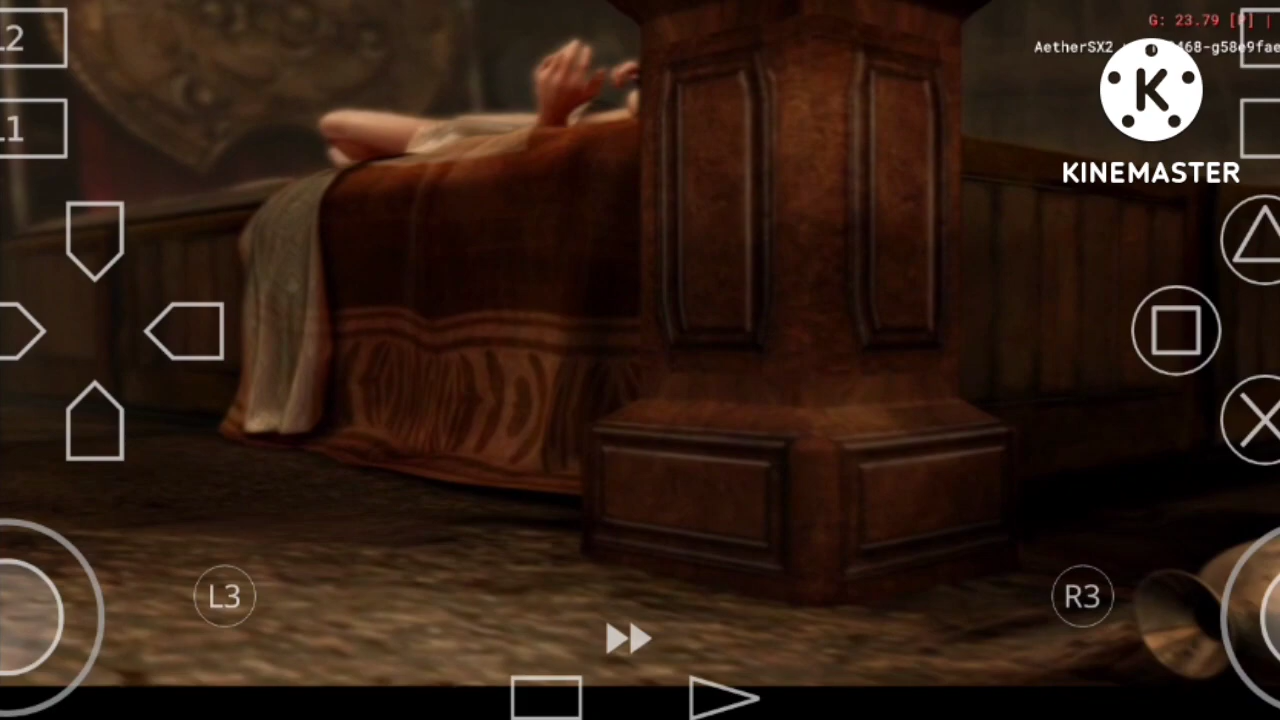 L2
G: 23.79 [P] |
AetherSX2
K
KINEMASTER
L1
L3
R3